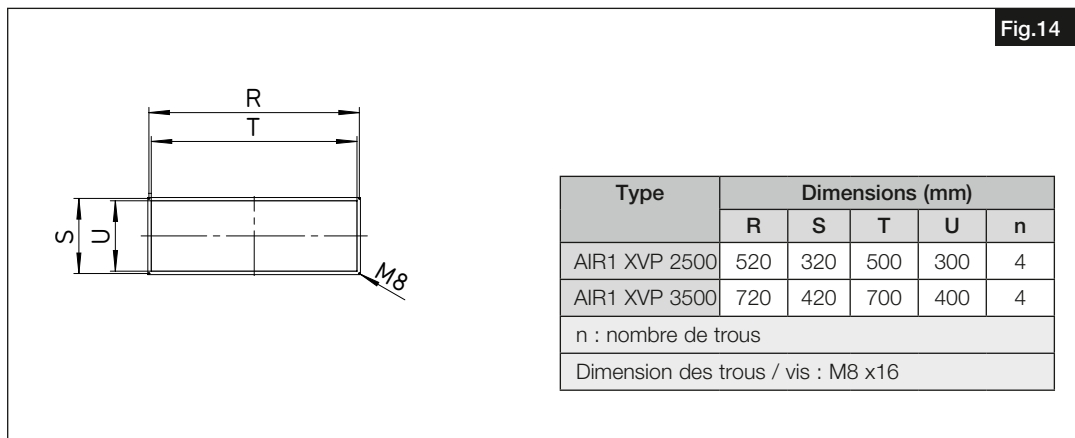 Fig.14
R
T
S
U
M8
Type Dimensions (mm)
R S T U n
AIR1 XVP 2500 520 320 500 300 4
AIR1 XVP 3500 720 420 700 400 4
n : nombre de trous
Dimension des trous / vis : M8 x16